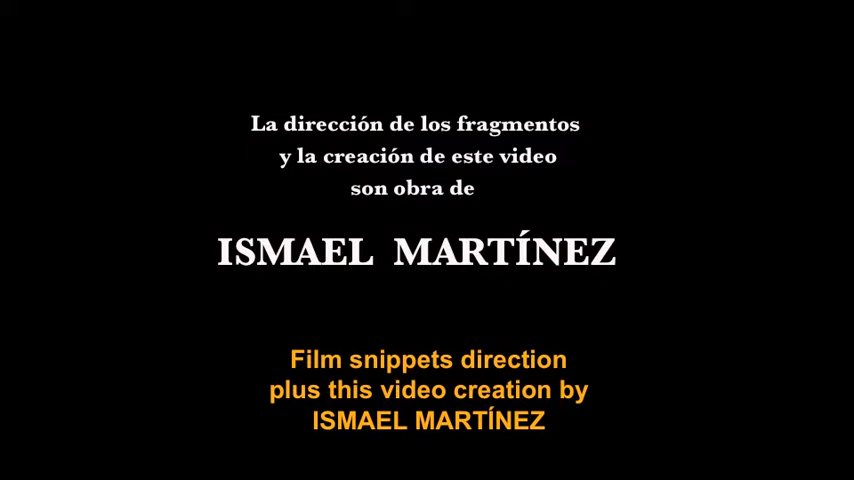 La dirección de los fragmentos
y la creación de este video
son obra de
ISMAEL MARTÍNEZ
Film snippets direction
plus this video creation by
ISMAEL MARTÍNEZ